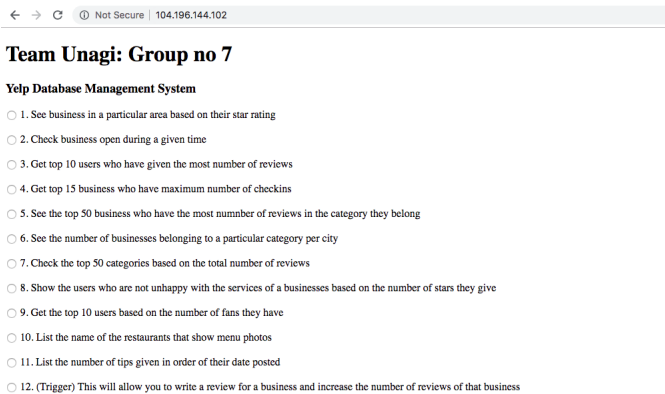 Not Secure | 104.196.144.102
Team Unagi: Group no 7
Yelp Database Management System
1. See business in a particular area based on their star rating
2. Check business open during a given time
3. Get top 10 users who have given the most number of reviews
4. Get top 15 business who have maximum number of checkins
5. See the top 50 business who have the most numnber of reviews in the category they belong
6. See the number of businesses belonging to a particular category per city
7. Check the top 50 categories based on the total number of reviews
8. Show the users who are not unhappy with the services of a businesses based on the number of stars they give
9. Get the top 10 users based on the number of fans they have
10. List the name of the restaurants that show menu photos
11. List the number of tips given in order of their date posted
12. (Trigger) This will allow you to write a review for a business and increase the number of reviews of that business